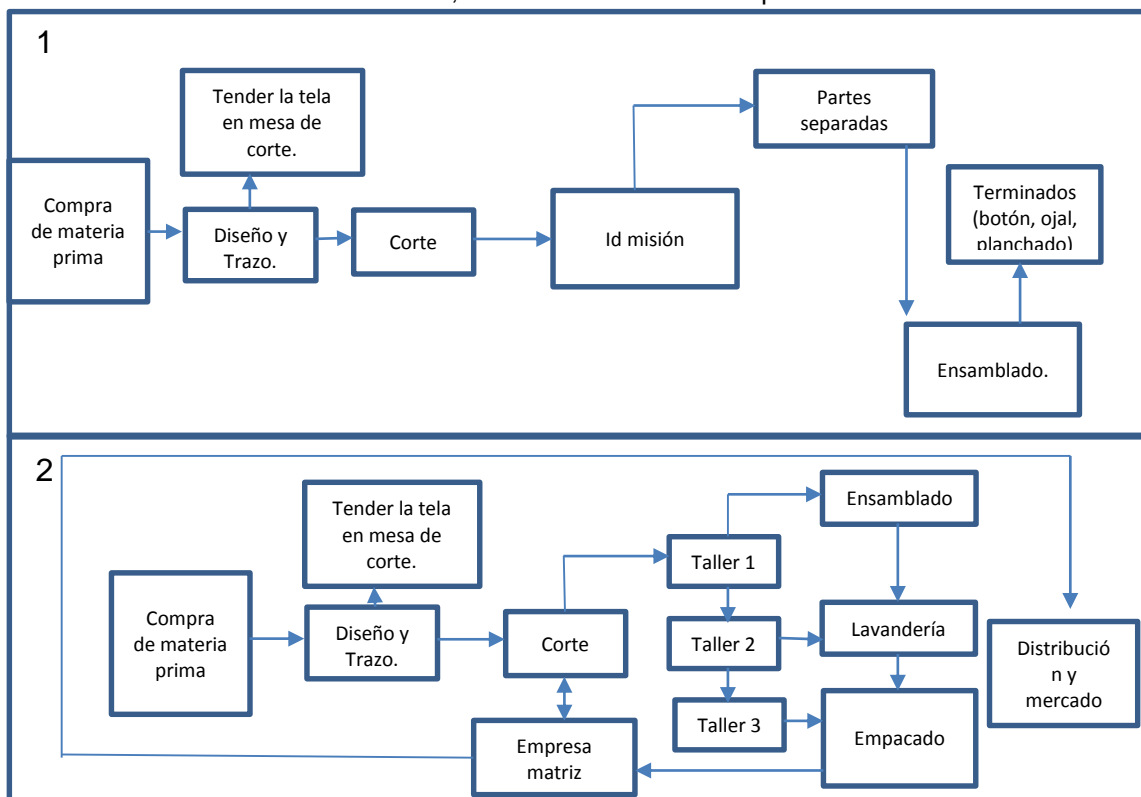 1
Tender la tela
en mesa de
corte.
Partes
separadas
Compra
de materia
prima
Diseño y
Trazo.
Corte
Id misión
Terminados
(botón, ojal,
planchado)
Ensamblado.
2
Tender la tela
en mesa de
corte.
Ensamblado
Taller 1
Compra
de materia
prima
Diseño y
Trazo.
Corte
Taller 2
Lavandería
Distribució
n y
mercado
Taller 3
Empresa
matriz
Empacado